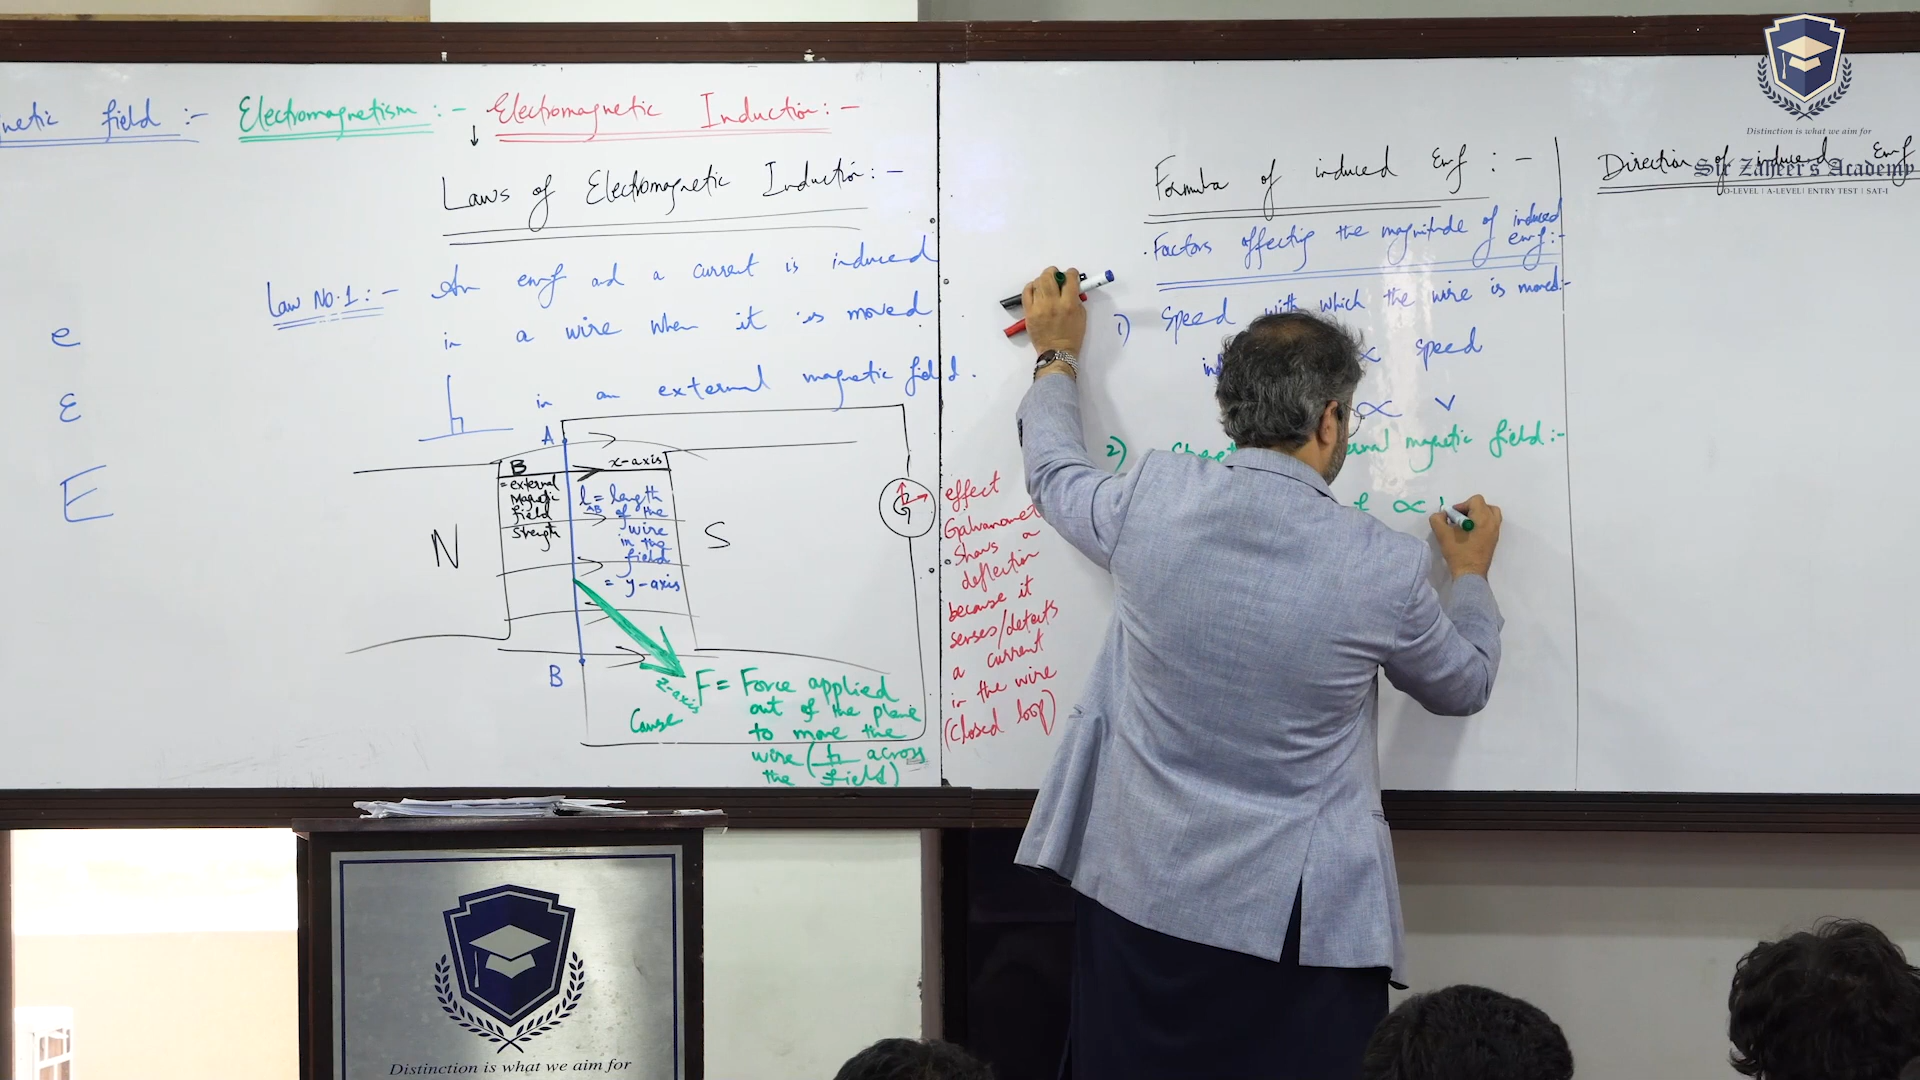 netic field:-
Electromagnetism:-
Electromagnetic Induction:-
Laws of Electromagnetic Induction:-
Law No.1:- An emf ad a current is induced
in a wire when it is moved
in an external magnetic field.
e
ε
E
A
B
x-axis
= external
Magnetic
field
Strength
l = length
AB
of the
wire
in the
field
= y-axis
N
S
G
B
z-axis
Cause
F = Force applied
out of the plane
to move the
wire ( across
the field)
effect
Galvanomet
Shows a
deflection
because it
senses/detects
a current
in the wire
(Closed loop)
Formula of induced Emf:-
. Factors affecting the magnitude of induced
emf:-
1) Speed with which the wire is moved:-
∝ speed
∝ v
2) magnetic field:-
∝
Direction of induced Emf
Distinction is what we aim for
Sir Zaheer's Academy
O-LEVEL | A-LEVEL | ENTRY TEST | SAT-I
Distinction is what we aim for